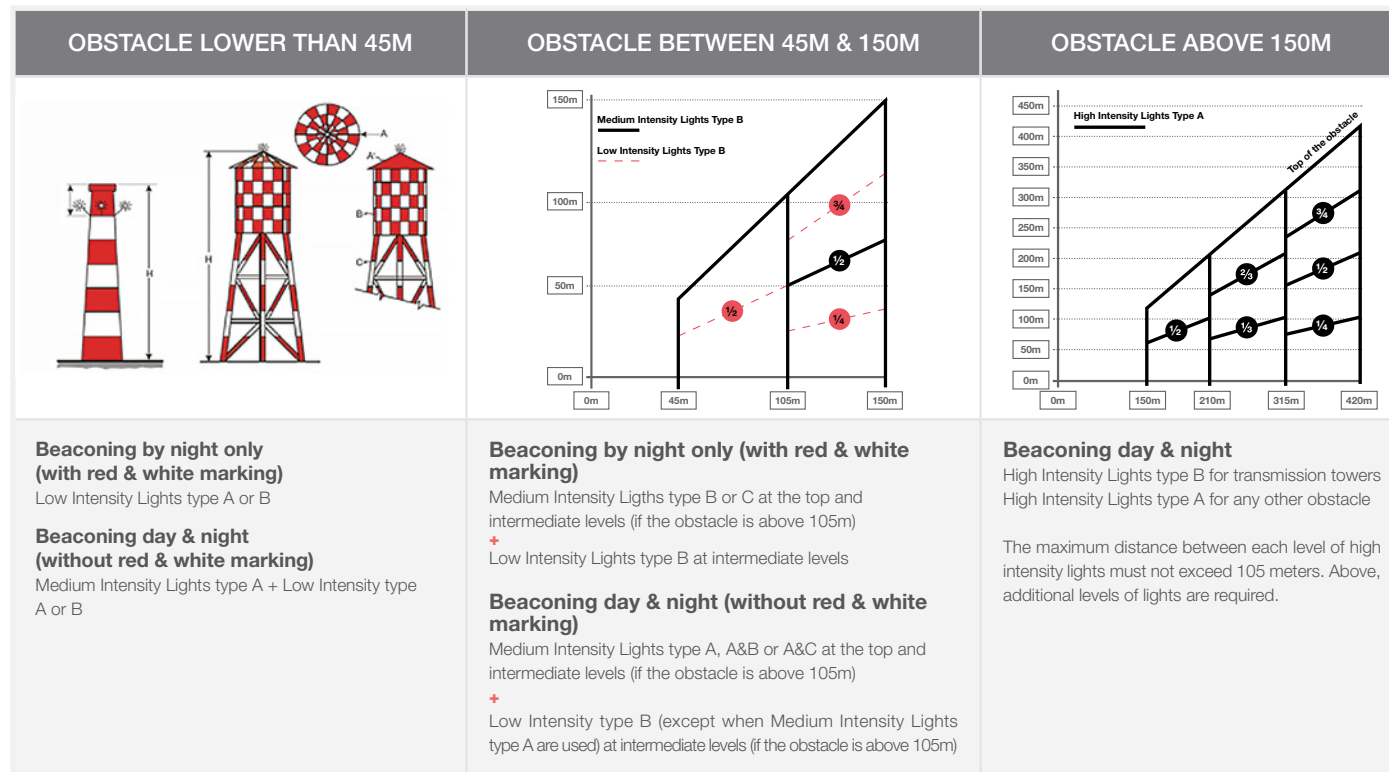 OBSTACLE LOWER THAN 45M
A
A'
B
C
H
H
Beaconing by night only
(with red & white marking)
Low Intensity Lights type A or B
Beaconing day & night
(without red & white marking)
Medium Intensity Lights type A + Low Intensity type
A or B
OBSTACLE BETWEEN 45M & 150M
150m
Medium Intensity Lights Type B
Low Intensity Lights Type B
100m
¾
½
50m
½
¼
0m
0m 45m 105m 150m
Beaconing by night only (with red & white
marking)
Medium Intensity Ligths type B or C at the top and
intermediate levels (if the obstacle is above 105m)
+
Low Intensity Lights type B at intermediate levels
Beaconing day & night (without red & white
marking)
Medium Intensity Lights type A, A&B or A&C at the top and
intermediate levels (if the obstacle is above 105m)
+
Low Intensity type B (except when Medium Intensity Lights
type A are used) at intermediate levels (if the obstacle is above 105m)
OBSTACLE ABOVE 150M
450m
High Intensity Lights Type A
Top of the obstacle
400m
350m
300m
¾
250m
200m
⅔ ½
150m
100m
½ ⅓ ¼
50m
0m
0m 150m 210m 315m 420m
Beaconing day & night
High Intensity Lights type B for transmission towers
High Intensity Lights type A for any other obstacle
The maximum distance between each level of high
intensity lights must not exceed 105 meters. Above,
additional levels of lights are required.